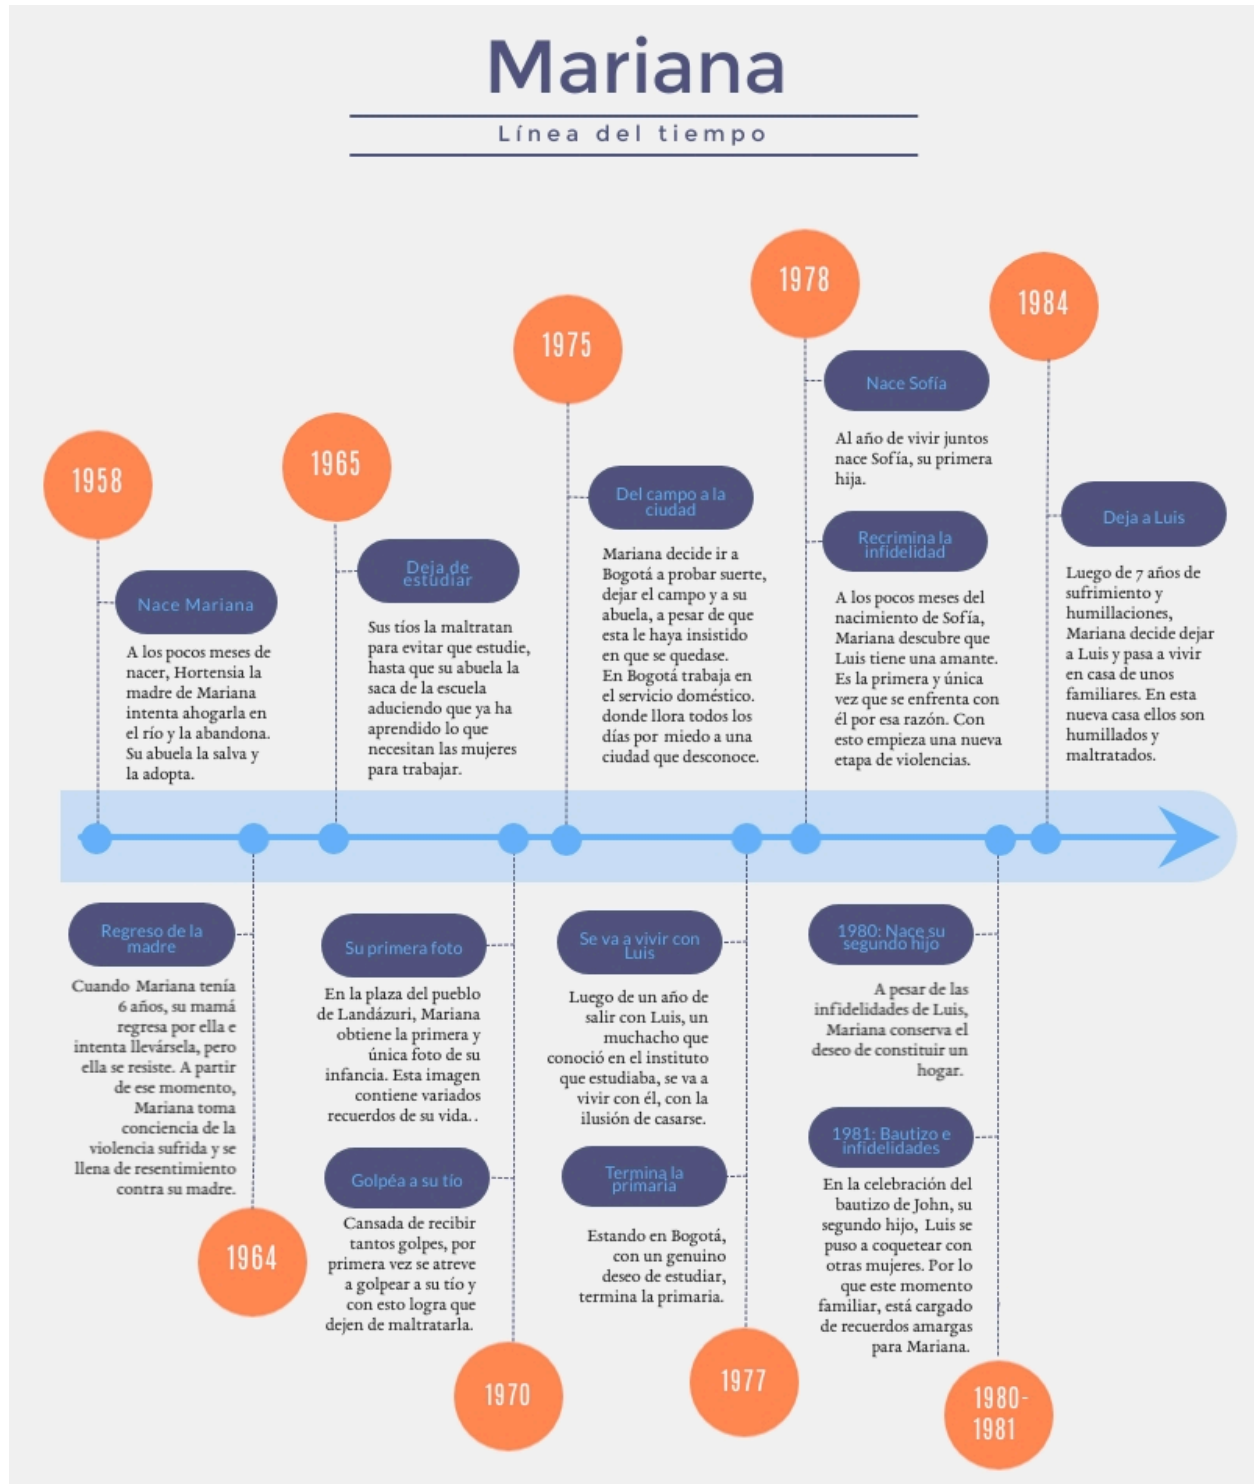 Mariana
Línea del tiempo
1958
Nace Mariana
A los pocos meses de
nacer, Hortensia la
madre de Mariana
intenta ahogarla en
el río y la abandona.
Su abuela la salva y
la adopta.
1965
Deja de
estudiar
Sus tíos la maltratan
para evitar que estudie,
hasta que su abuela la
saca de la escuela
aduciendo que ya ha
aprendido lo que
necesitan las mujeres
para trabajar.
1975
Del campo a la
ciudad
Mariana decide ir a
Bogotá a probar suerte,
dejar el campo y a su
abuela, a pesar de que
esta le haya insistido
en que se quedase.
En Bogotá trabaja en
el servicio doméstico.
donde llora todos los
días por miedo a una
ciudad que desconoce.
1978
Nace Sofía
Al año de vivir juntos
nace Sofía, su primera
hija.
Recrimina la
infidelidad
A los pocos meses del
nacimiento de Sofía,
Mariana descubre que
Luis tiene una amante.
Es la primera y única
vez que se enfrenta con
él por esa razón. Con
esto empieza una nueva
etapa de violencias.
1984
Deja a Luis
Luego de 7 años de
sufrimiento y
humillaciones,
Mariana decide dejar
a Luis y pasa a vivir
en casa de unos
familiares. En esta
nueva casa ellos son
humillados y
maltratados.
Regreso de la
madre
Cuando Mariana tenía
6 años, su mamá
regresa por ella e
intenta llevársela, pero
ella se resiste. A partir
de ese momento,
Mariana toma
conciencia de la
violencia sufrida y se
llena de resentimiento
contra su madre.
1964
Su primera foto
En la plaza del pueblo
de Landázuri, Mariana
obtiene la primera y
única foto de su
infancia. Esta imagen
contiene variados
recuerdos de su vida. .
Golpéa a su tío
Cansada de recibir
tantos golpes, por
primera vez se atreve
a golpear a su tío y
con esto logra que
dejen de maltratarla.
1970
Se va a vivir con
Luis
Luego de un año de
salir con Luis, un
muchacho que
conoció en el instituto
que estudiaba, se va a
vivir con él, con la
ilusión de casarse.
Termina la
primaria
Estando en Bogotá,
con un genuino
deseo de estudiar,
termina la primaria.
1977
1980: Nace su
segundo hijo
A pesar de las
infidelidades de Luis,
Mariana conserva el
deseo de constituir un
hogar.
1981: Bautizo e
infidelidades
En la celebración del
bautizo de John, su
segundo hijo, Luis se
puso a coquetear con
otras mujeres. Por lo
que este momento
familiar, está cargado
de recuerdos amargas
para Mariana.
1980-
1981